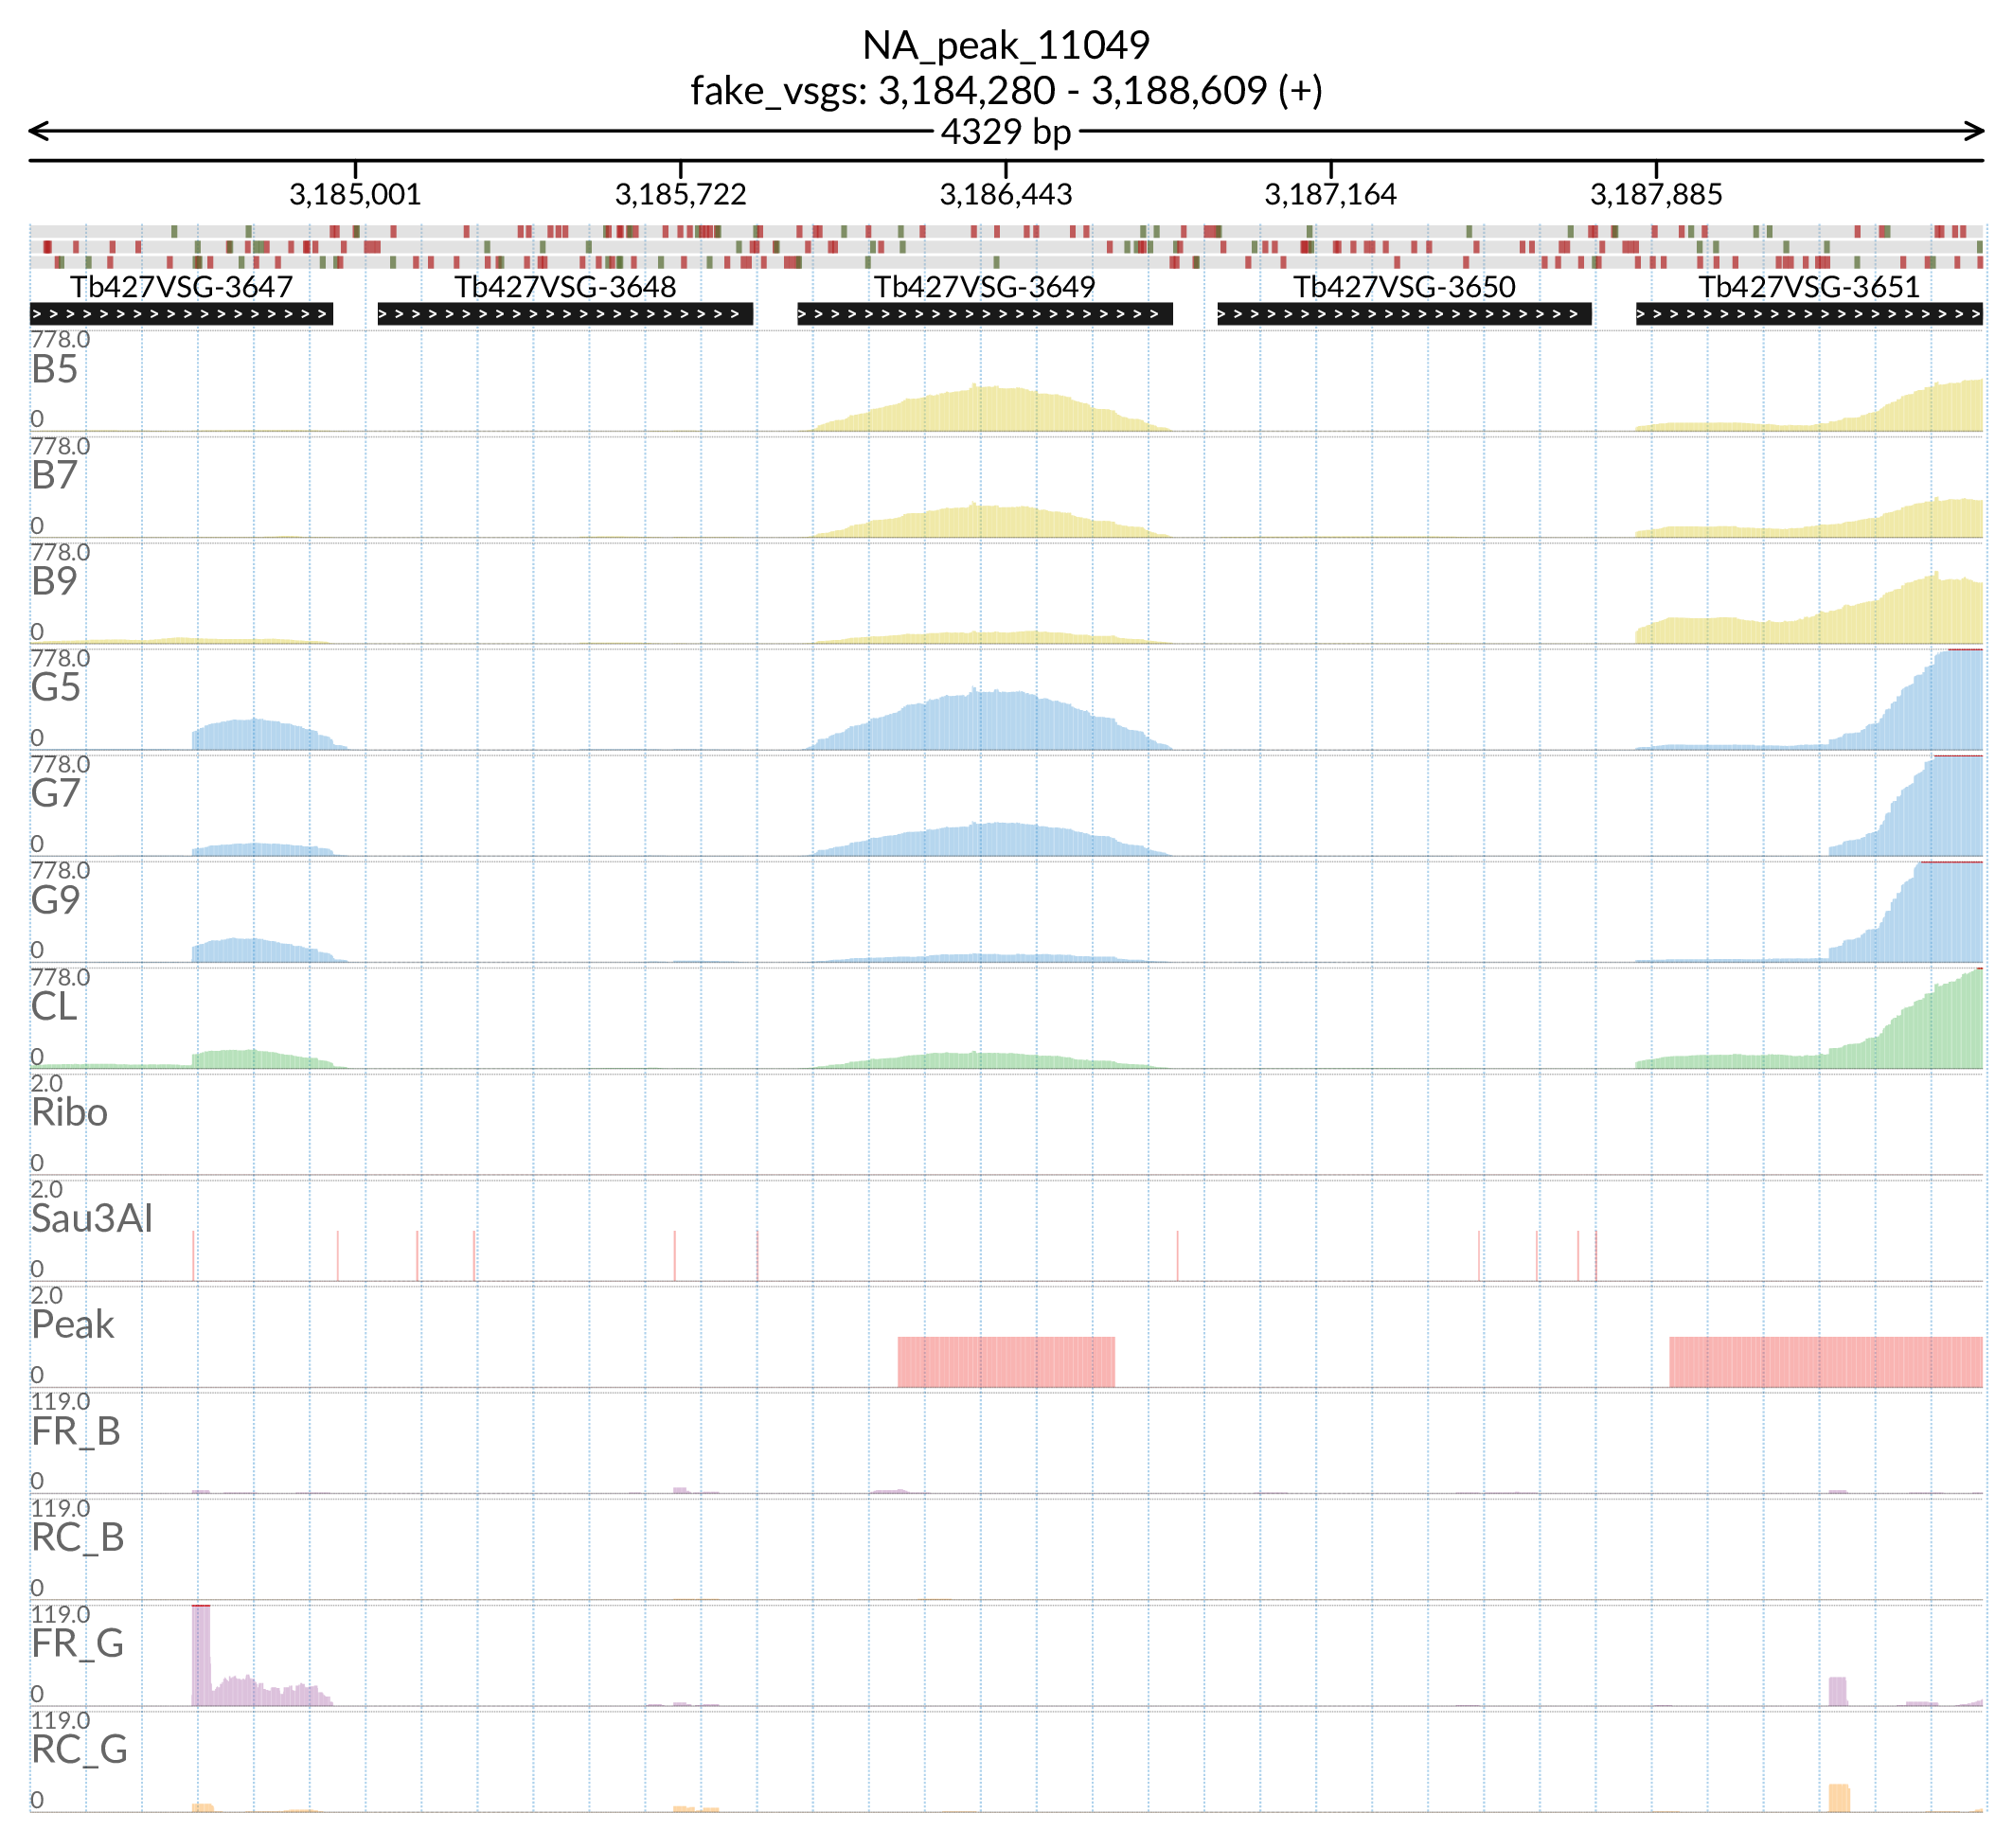 NA_peak_11049
fake_vsgs: 3,184,280 - 3,188,609 (+)
4329 bp
3,185,001 3,185,722 3,186,443 3,187,164 3,187,885
Tb427VSG-3647 Tb427VSG-3648 Tb427VSG-3649 Tb427VSG-3650 Tb427VSG-3651
778.0
B5
0
778.0
B7
0
778.0
B9
0
778.0
G5
0
778.0
G7
0
778.0
G9
0
778.0
CL
0
2.0
Ribo
0
2.0
Sau3AI
0
2.0
Peak
0
119.0
FR_B
0
119.0
RC_B
0
119.0
FR_G
0
119.0
RC_G
0